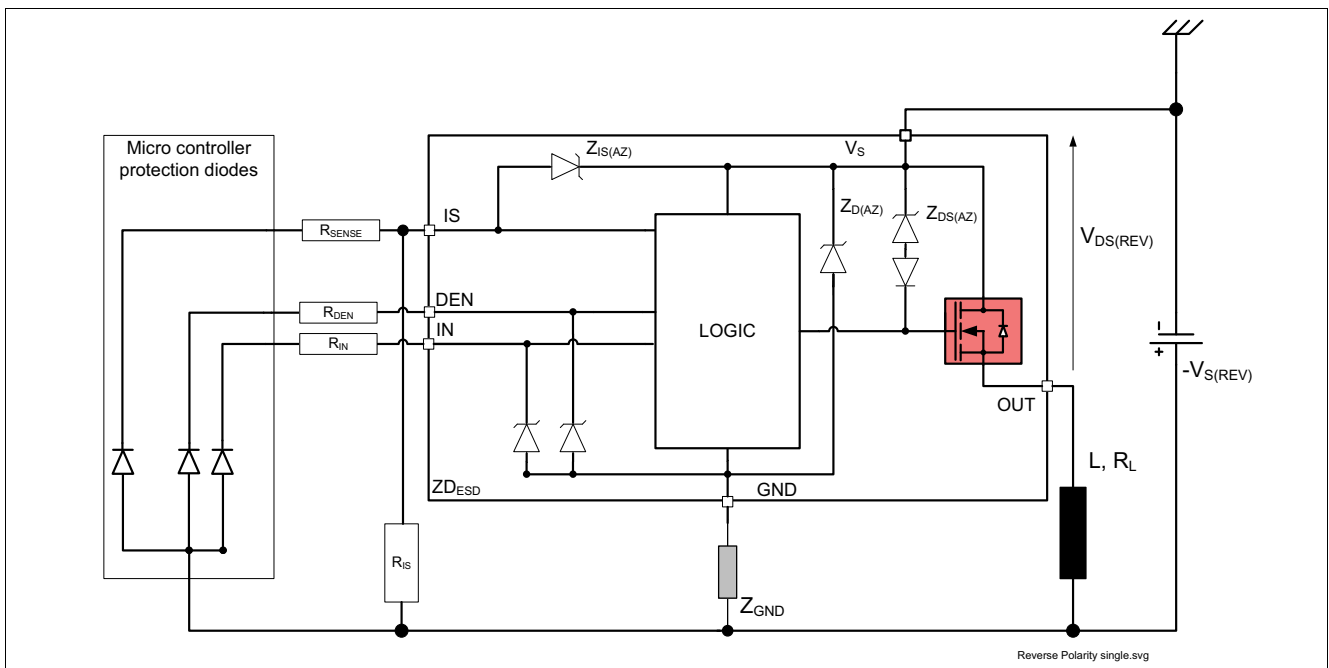 Micro controller
protection diodes
Z_IS(AZ)
V_S
Z_D(AZ)
Z_DS(AZ)
V_DS(REV)
IS
R_SENSE
DEN
R_DEN
IN
R_IN
LOGIC
-
+
-V_S(REV)
OUT
L, R_L
ZD_ESD
GND
R_IS
Z_GND
Reverse Polarity single.svg